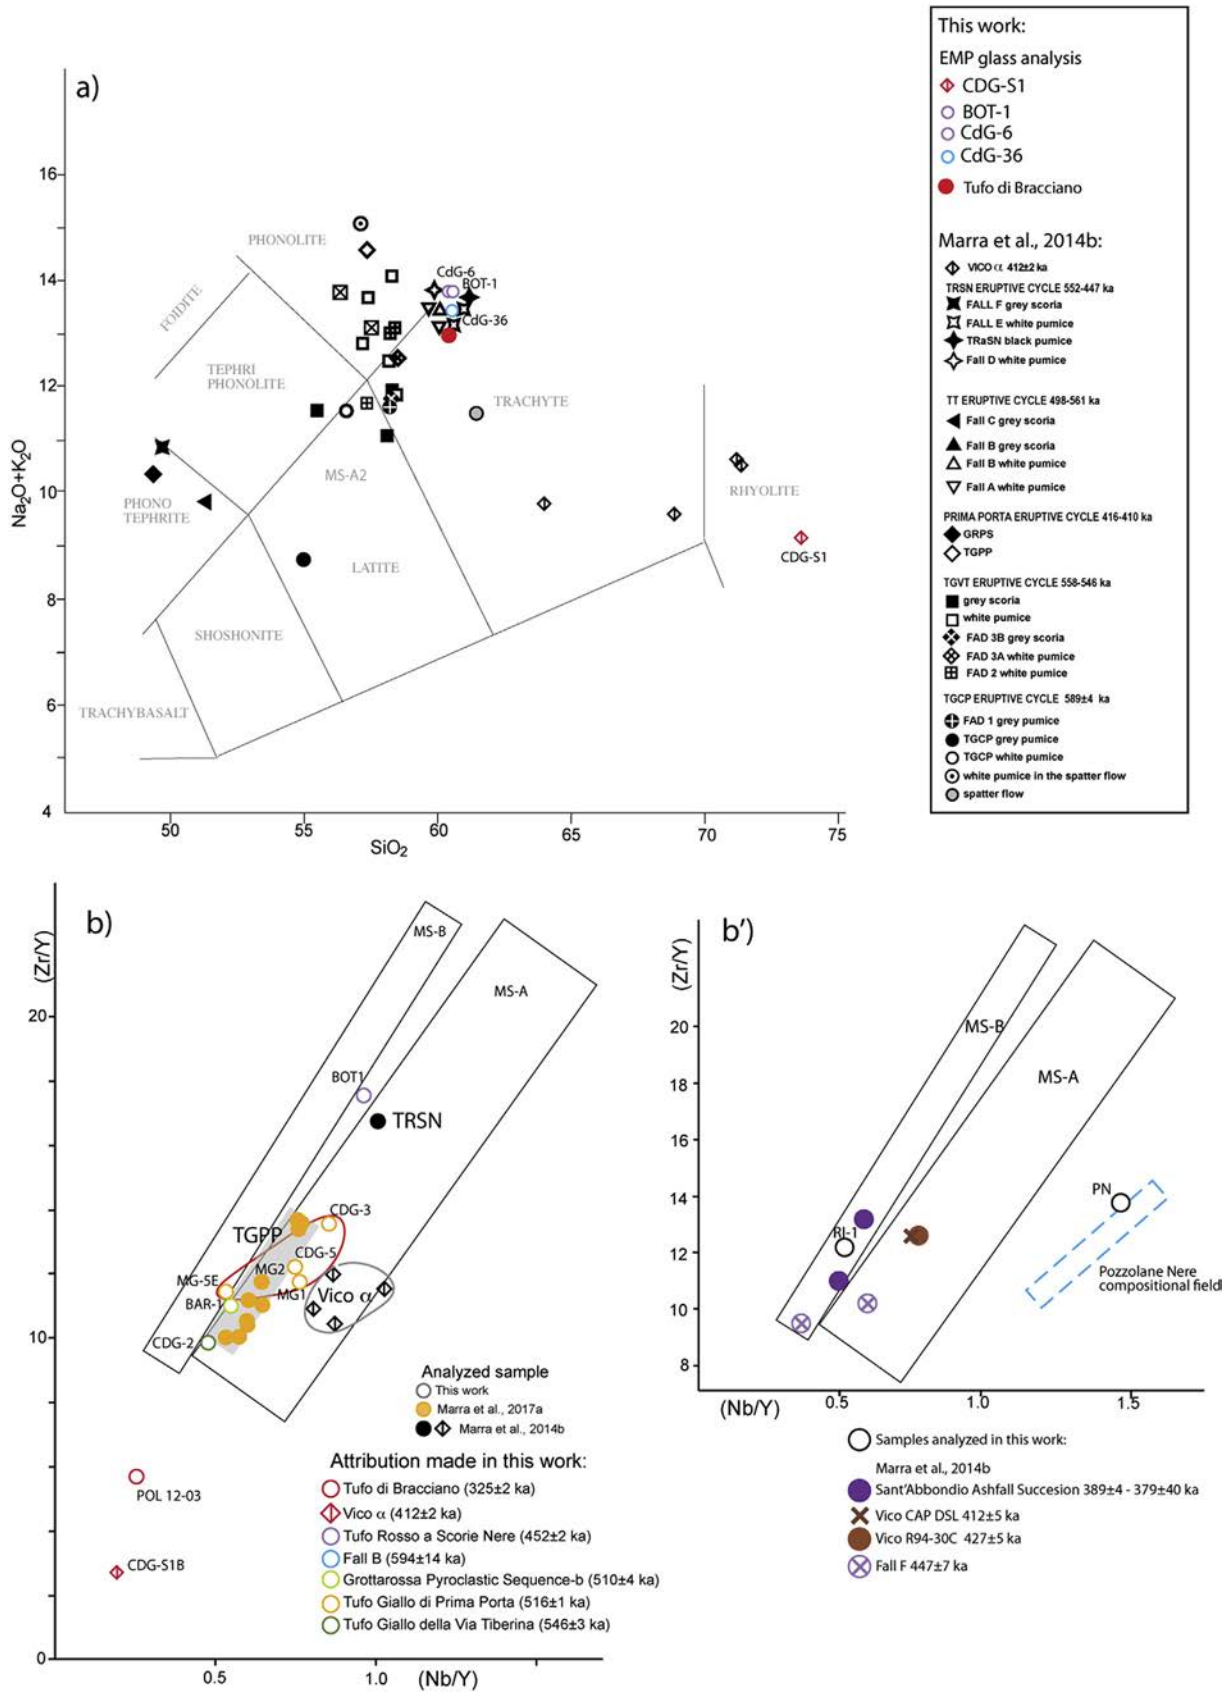 a)
Na2O+K2O
16
14
12
10
8
6
4
50
55
60
65
70
75
SiO2
PHONOLITE
FOIDITE
TEPHRI
PHONOLITE
PHONO
TEPHRITE
MS-A2
TRACHYTE
RHYOLITE
LATITE
SHOSHONITE
TRACHYBASALT
CdG-6
BOT-1
CdG-36
CDG-S1
This work:
EMP glass analysis
CDG-S1
BOT-1
CdG-6
CdG-36
Tufo di Bracciano
Marra et al., 2014b:
VICO α 412±2 ka
TRSN ERUPTIVE CYCLE 552-447 ka
FALL F grey scoria
FALL E white pumice
TRaSN black pumice
Fall D white pumice
TT ERUPTIVE CYCLE 498-561 ka
Fall C grey scoria
Fall B grey scoria
Fall B white pumice
Fall A white pumice
PRIMA PORTA ERUPTIVE CYCLE 416-410 ka
GRPS
TGPP
TGVT ERUPTIVE CYCLE 558-546 ka
grey scoria
white pumice
FAD 3B grey scoria
FAD 3A white pumice
FAD 2 white pumice
TGCP ERUPTIVE CYCLE 589±4 ka
FAD 1 grey pumice
TGCP grey pumice
TGCP white pumice
white pumice in the spatter flow
spatter flow
b)
(Zr/Y)
20
10
0
0.5
1.0
(Nb/Y)
MS-B
MS-A
BOT1
TRSN
CDG-3
TGPP
CDG-5
MG2
MG-5E
MG1
Vico α
BAR-1
CDG-2
POL 12-03
CDG-S1B
Analyzed sample
This work
Marra et al., 2017a
Marra et al., 2014b
Attribution made in this work:
Tufo di Bracciano (325±2 ka)
Vico α (412±2 ka)
Tufo Rosso a Scorie Nere (452±2 ka)
Fall B (594±14 ka)
Grottarossa Pyroclastic Sequence-b (510±4 ka)
Tufo Giallo di Prima Porta (516±1 ka)
Tufo Giallo della Via Tiberina (546±3 ka)
b')
(Zr/Y)
20
18
16
14
12
10
8
(Nb/Y)
0.5
1.0
1.5
MS-B
MS-A
PN
RI-1
Pozzolane Nere
compositional field
Samples analyzed in this work:
Marra et al., 2014b
Sant'Abbondio Ashfall Succesion 389±4 - 379±40 ka
Vico CAP DSL 412±5 ka
Vico R94-30C 427±5 ka
Fall F 447±7 ka